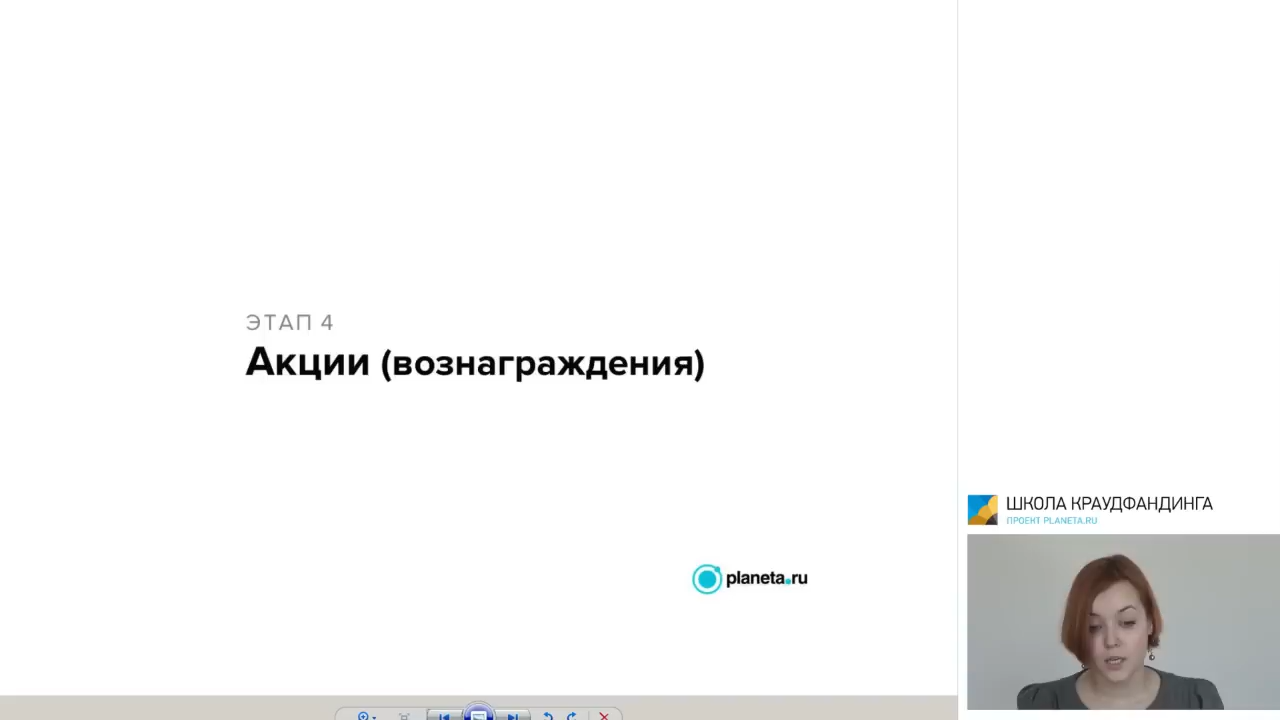 ЭТАП 4
Акции (вознаграждения)
planeta.ru
ШКОЛА КРАУДФАНДИНГА
ПРОЕКТ PLANETA.RU